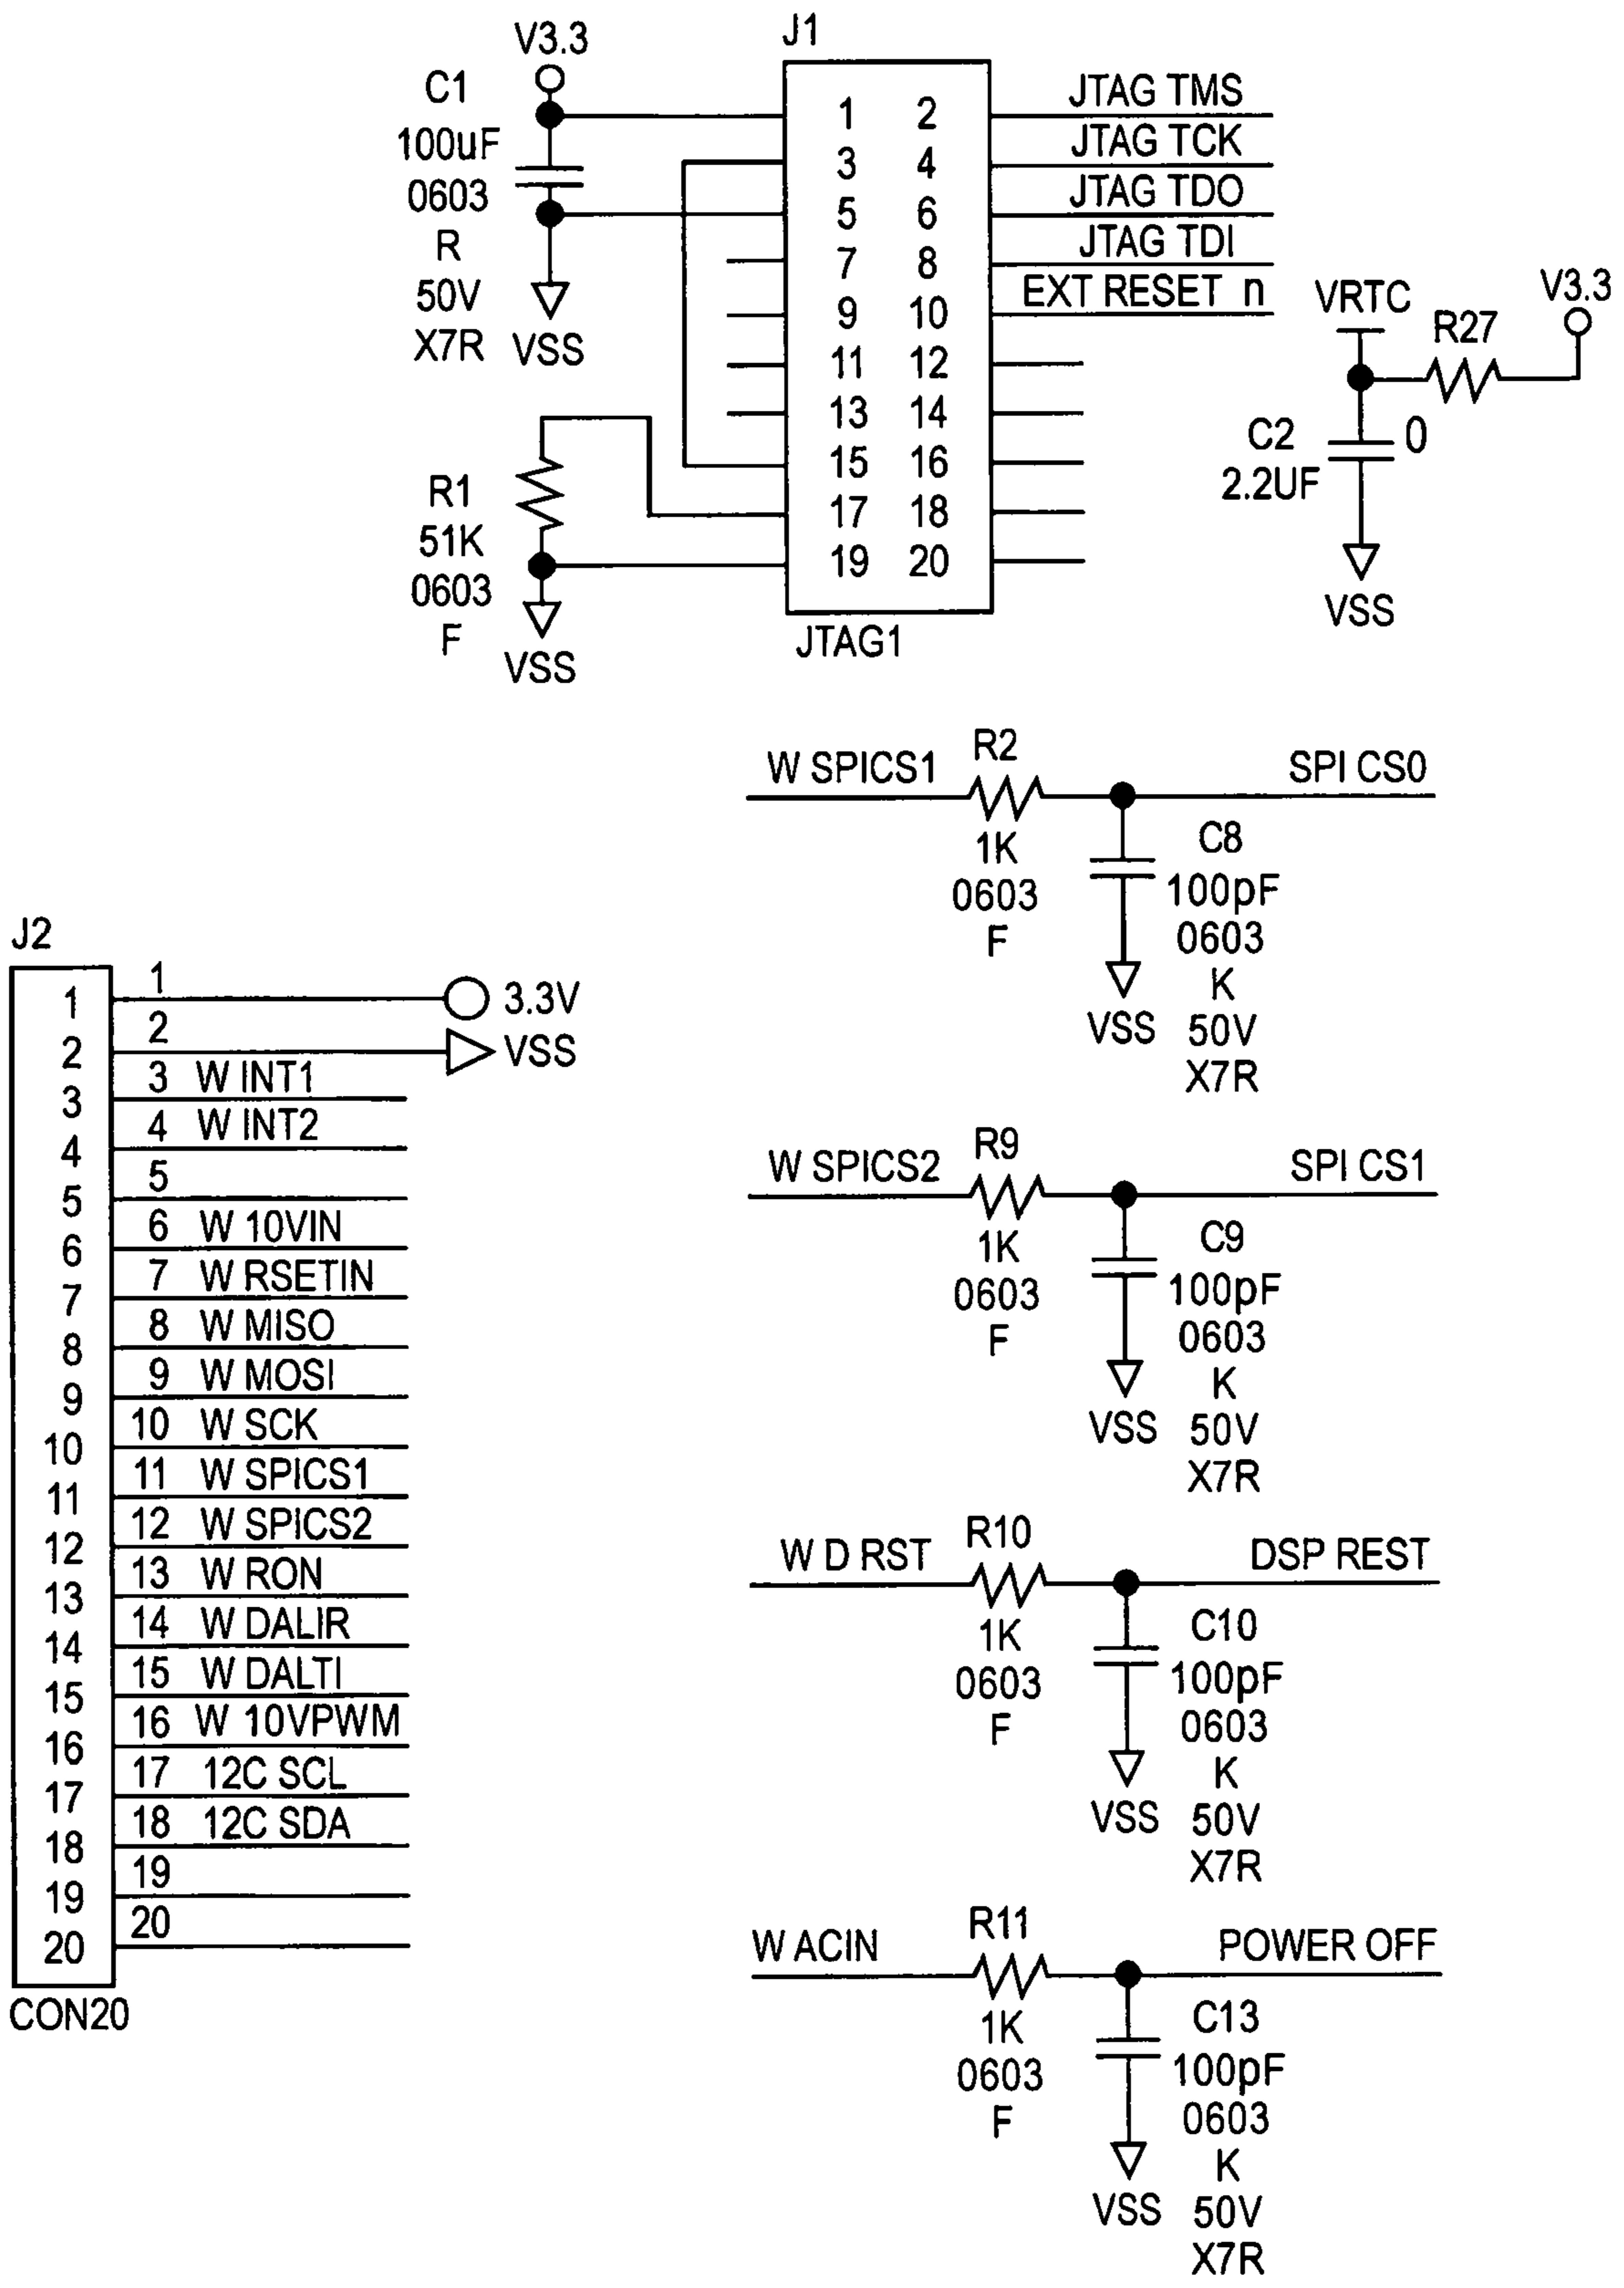 V3.3
C1
100uF
0603
R
50V
X7R
VSS
J1
1 2 JTAG TMS
3 4 JTAG TCK
5 6 JTAG TDO
7 8 JTAG TDI
9 10 EXT RESET n
11 12
13 14
15 16
17 18
19 20
JTAG1
R1
51K
0603
F
VSS
VRTC
R27
V3.3
C2
2.2UF
0
VSS
W SPICS1
R2
1K
0603
F
SPI CS0
C8
100pF
0603
K
50V
X7R
VSS
J2
1 1 3.3V
2 2 VSS
3 3 W INT1
4 4 W INT2
5 5
6 6 W 10VIN
7 7 W RSETIN
8 8 W MISO
9 9 W MOSI
10 10 W SCK
11 11 W SPICS1
12 12 W SPICS2
13 13 W RON
14 14 W DALIR
15 15 W DALTI
16 16 W 10VPWM
17 17 12C SCL
18 18 12C SDA
19 19
20 20
CON20
W SPICS2
R9
1K
0603
F
SPI CS1
C9
100pF
0603
K
50V
X7R
VSS
W D RST
R10
1K
0603
F
DSP REST
C10
100pF
0603
K
50V
X7R
VSS
W ACIN
R11
1K
0603
F
POWER OFF
C13
100pF
0603
K
50V
X7R
VSS